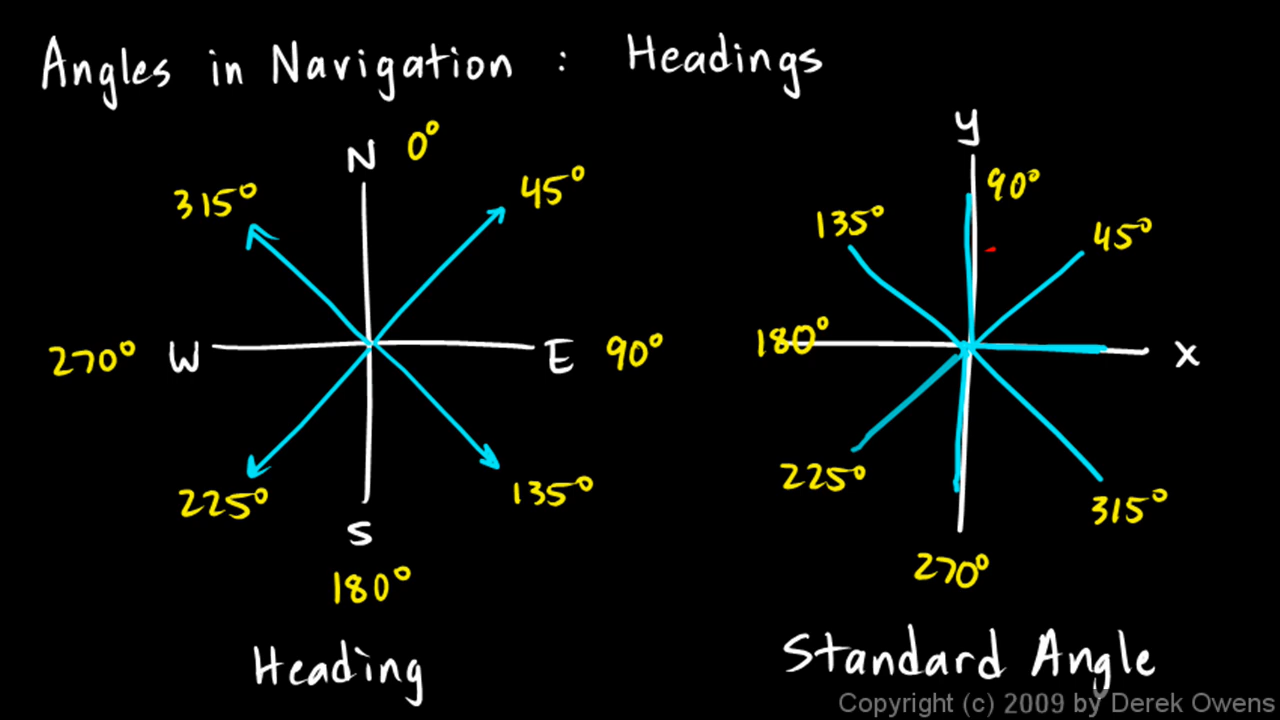 Angles in Navigation : Headings
N 0°
315° 45°
270° W E 90°
225° 135°
S
180°
Heading
y
90°
135° 45°
180° x
225° 315°
270°
Standard Angle
Copyright (c) 2009 by Derek Owens